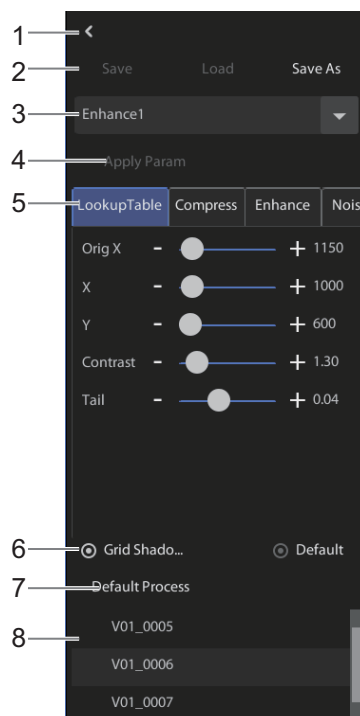 1
2 Save Load Save As
3 Enhance1
4 Apply Param
5 LookupTable Compress Enhance Nois
Orig X - + 1150
X - + 1000
Y - + 600
Contrast - + 1.30
Tail - + 0.04
6 Grid Shado... Default
7 Default Process
8 V01_0005
V01_0006
V01_0007